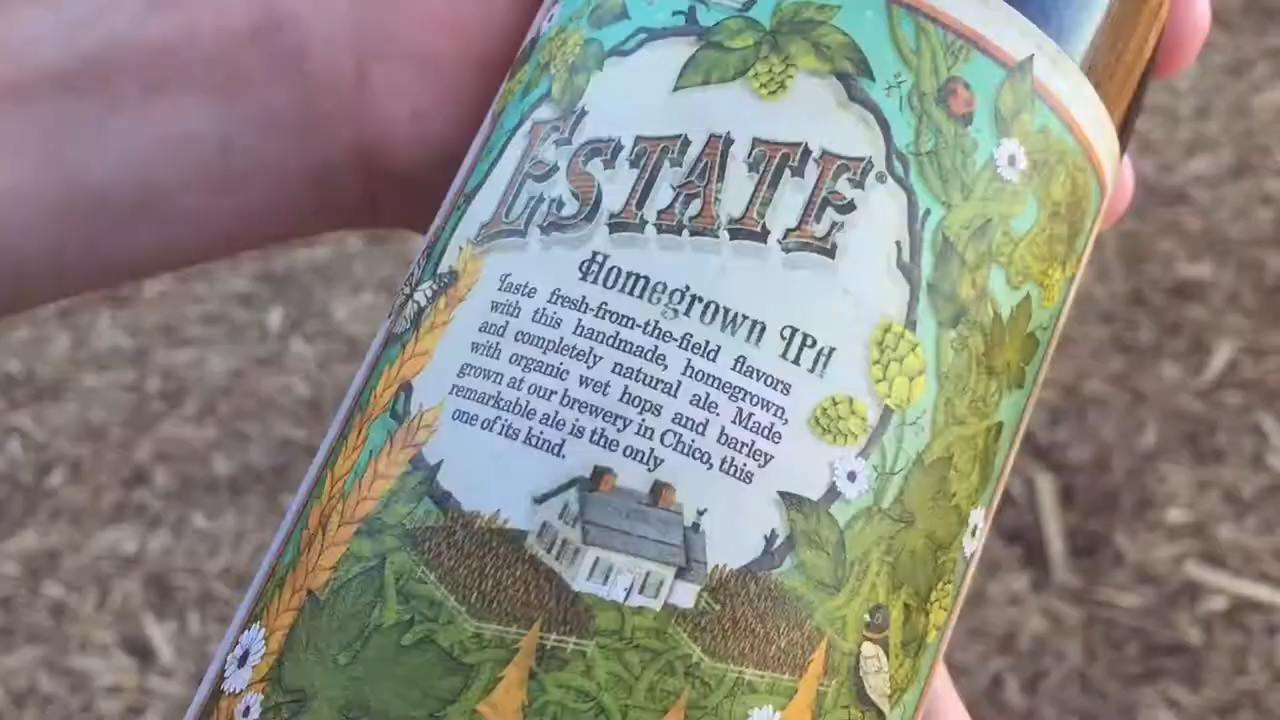 ESTATE®
Homegrown IPA
Taste fresh-from-the-field flavors
with this handmade, homegrown,
and completely natural ale. Made
with organic wet hops and barley
grown at our brewery in Chico, this
remarkable ale is the only
one of its kind.